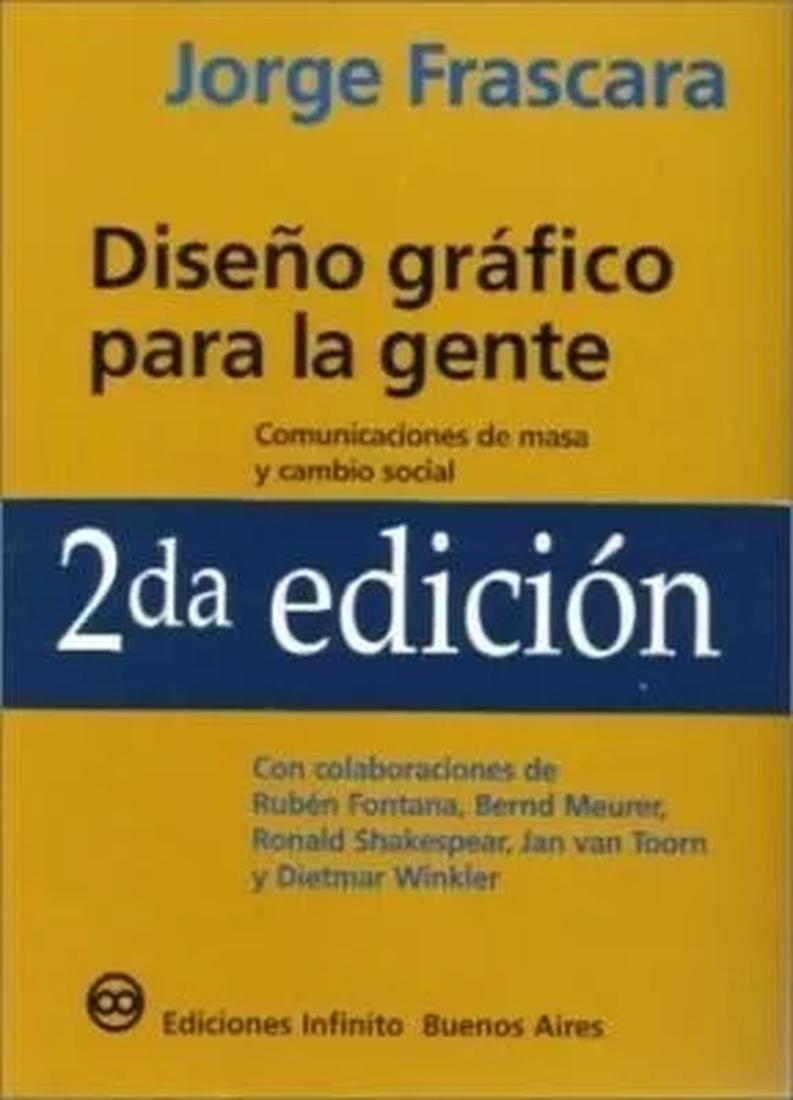 Jorge Frascara
Diseño gráfico
para la gente
Comunicaciones de masa
y cambio social
2da edición
Con colaboraciones de
Rubén Fontana, Bernd Meurer,
Ronald Shakespear, Jan van Toorn
y Dietmar Winkler
Ediciones Infinito Buenos Aires